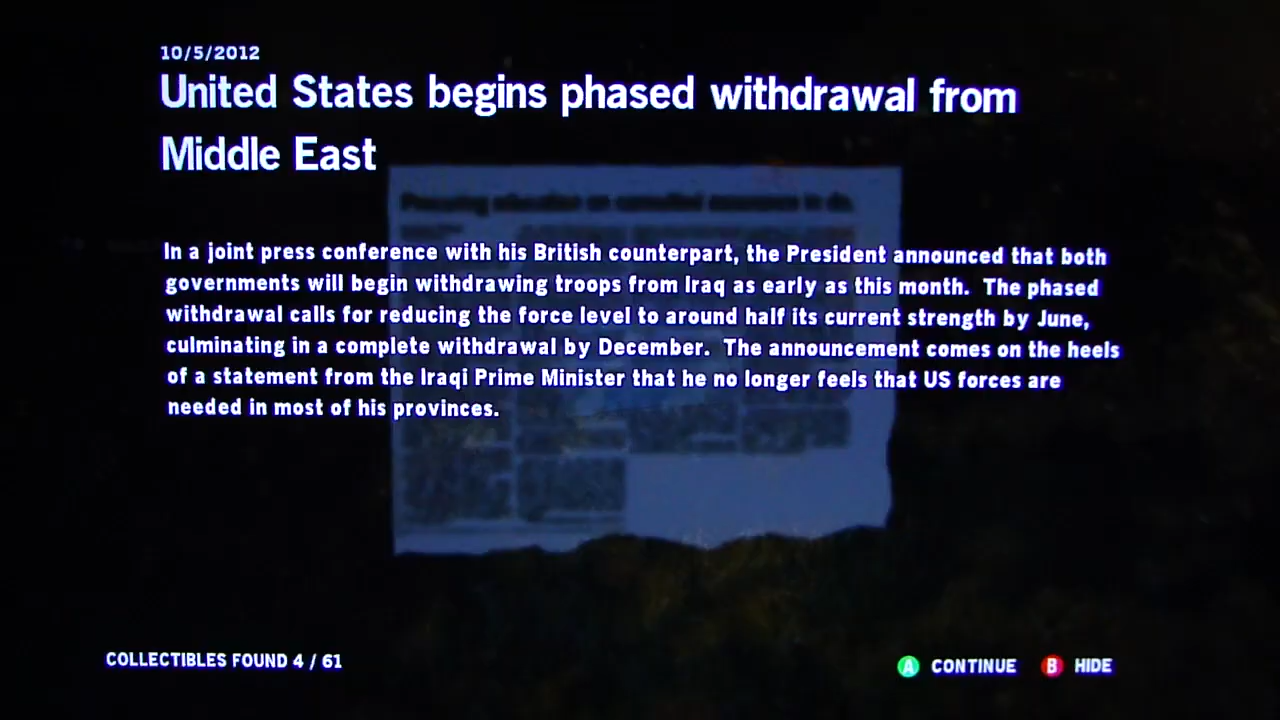 10/5/2012
United States begins phased withdrawal from
Middle East
In a joint press conference with his British counterpart, the President announced that both
governments will begin withdrawing troops from Iraq as early as this month. The phased
withdrawal calls for reducing the force level to around half its current strength by June,
culminating in a complete withdrawal by December. The announcement comes on the heels
of a statement from the Iraqi Prime Minister that he no longer feels that US forces are
needed in most of his provinces.
COLLECTIBLES FOUND 4 / 61
A CONTINUE B HIDE